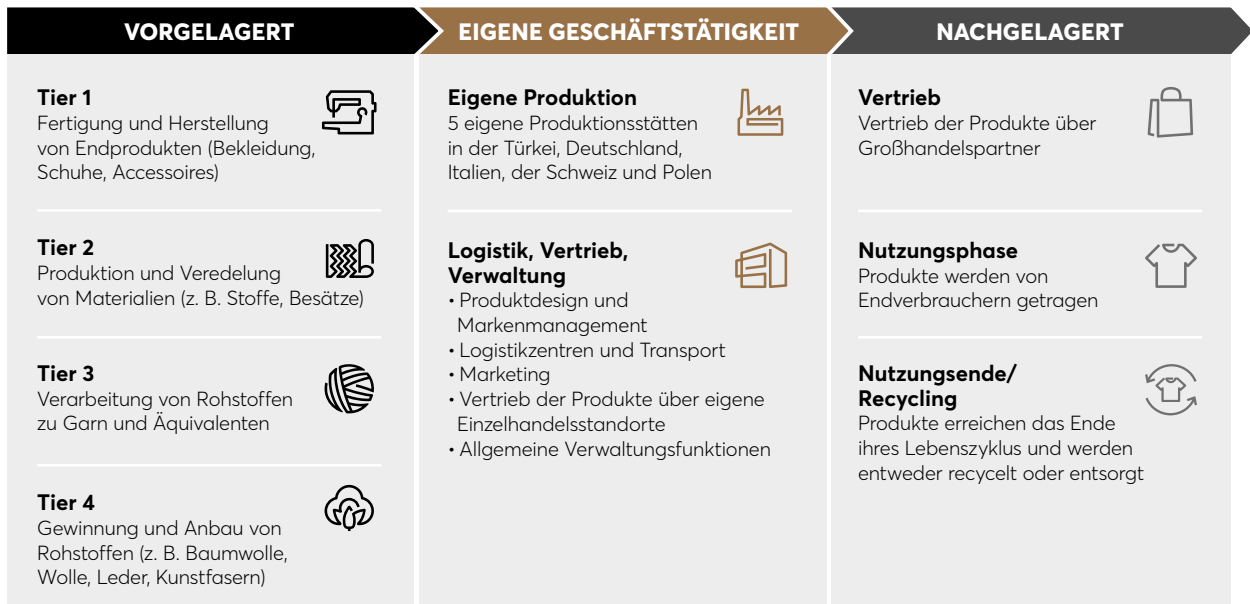 VORGELAGERT
Tier 1
Fertigung und Herstellung
von Endprodukten (Bekleidung,
Schuhe, Accessoires)
Tier 2
Produktion und Veredelung
von Materialien (z. B. Stoffe, Besätze)
Tier 3
Verarbeitung von Rohstoffen
zu Garn und Äquivalenten
Tier 4
Gewinnung und Anbau von
Rohstoffen (z. B. Baumwolle,
Wolle, Leder, Kunstfasern)
EIGENE GESCHÄFTSTÄTIGKEIT
Eigene Produktion
5 eigene Produktionsstätten
in der Türkei, Deutschland,
Italien, der Schweiz und Polen
Logistik, Vertrieb,
Verwaltung
• Produktdesign und
Markenmanagement
• Logistikzentren und Transport
• Marketing
• Vertrieb der Produkte über eigene
Einzelhandelsstandorte
• Allgemeine Verwaltungsfunktionen
NACHGELAGERT
Vertrieb
Vertrieb der Produkte über
Großhandelspartner
Nutzungsphase
Produkte werden von
Endverbrauchern getragen
Nutzungsende/
Recycling
Produkte erreichen das Ende
ihres Lebenszyklus und werden
entweder recycelt oder entsorgt